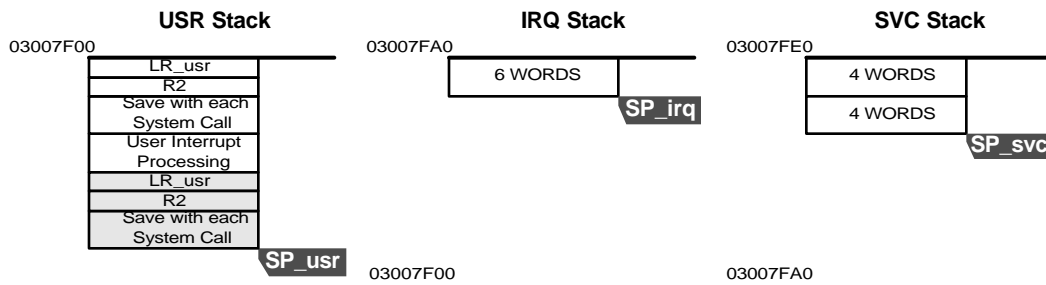 USR Stack
03007F00
LR_usr
R2
Save with each
System Call
User Interrupt
Processing
LR_usr
R2
Save with each
System Call
SP_usr
IRQ Stack
03007FA0
6 WORDS
SP_irq
03007F00
SVC Stack
03007FE0
4 WORDS
4 WORDS
SP_svc
03007FA0